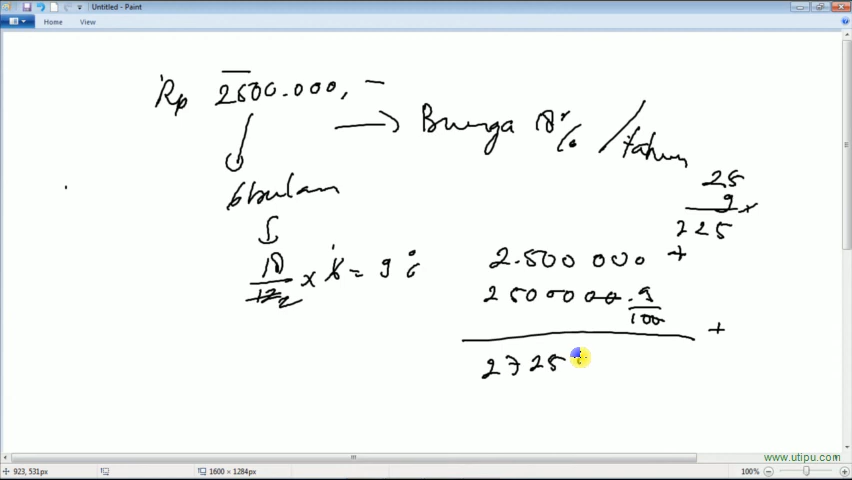 Untitled - Paint
Home View
Rp 2500.000, -
Bunga 18% / tahun
6 bulan
25
9 x
225
18/12 x 6 = 9 %
2.500 000 +
2500000 . 9/100
+
2725
www.utipu.com
923, 531px 1600 × 1284px 100%